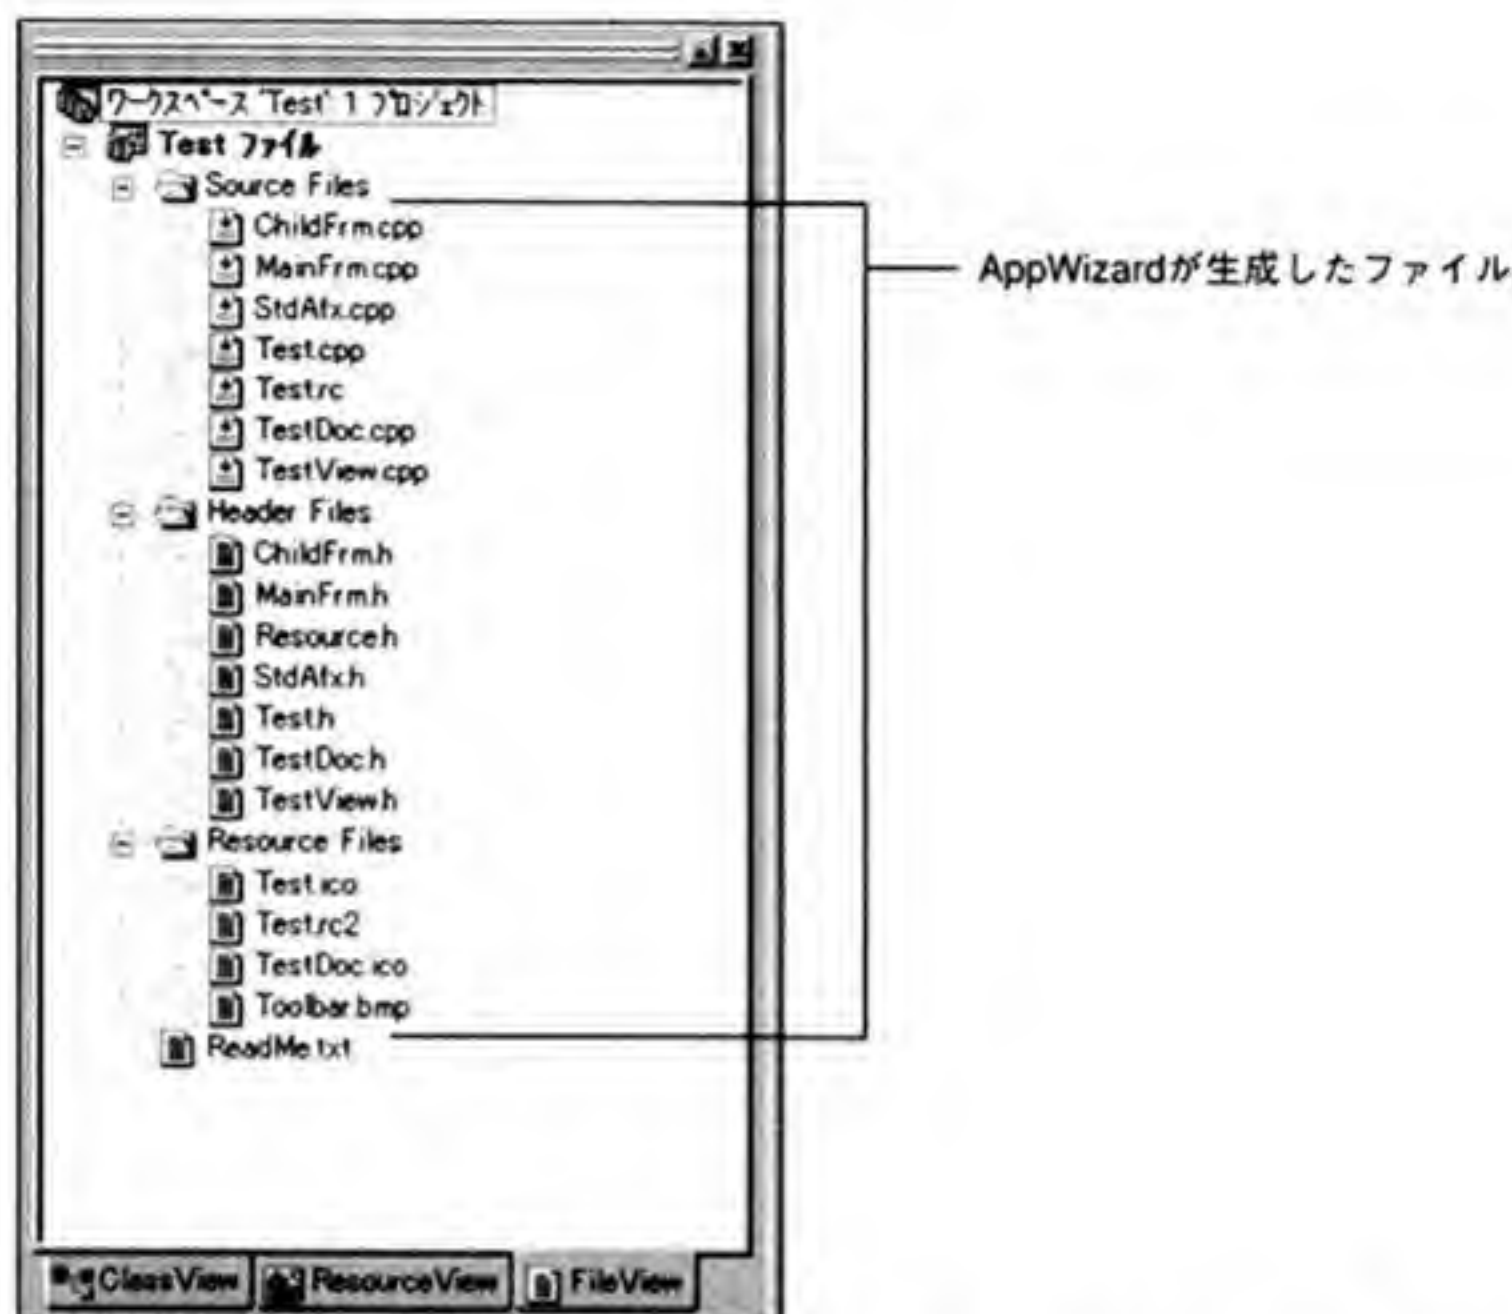 ワークスペース 'Test': 1 プロジェクト
Test ファイル
Source Files
ChildFrm.cpp
MainFrm.cpp
StdAfx.cpp
Test.cpp
Test.rc
TestDoc.cpp
TestView.cpp
Header Files
ChildFrm.h
MainFrm.h
Resource.h
StdAfx.h
Test.h
TestDoc.h
TestView.h
Resource Files
Test.ico
Test.rc2
TestDoc.ico
Toolbar.bmp
ReadMe.txt
AppWizardが生成したファイル
ClassView
ResourceView
FileView